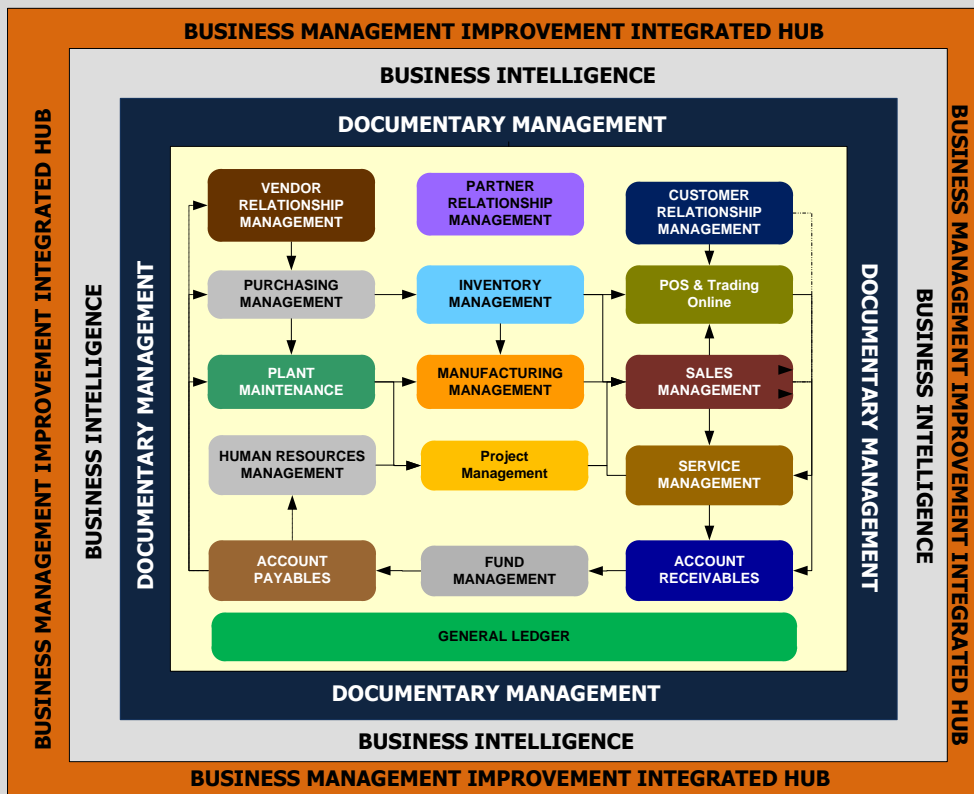 BUSINESS MANAGEMENT IMPROVEMENT INTEGRATED HUB
BUSINESS INTELLIGENCE
DOCUMENTARY MANAGEMENT
BUSINESS MANAGEMENT IMPROVEMENT INTEGRATED HUB
BUSINESS INTELLIGENCE
DOCUMENTARY MANAGEMENT
VENDOR
RELATIONSHIP
MANAGEMENT
PARTNER
RELATIONSHIP
MANAGEMENT
CUSTOMER
RELATIONSHIP
MANAGEMENT
PURCHASING
MANAGEMENT
INVENTORY
MANAGEMENT
POS & Trading
Online
PLANT
MAINTENANCE
MANUFACTURING
MANAGEMENT
SALES
MANAGEMENT
HUMAN RESOURCES
MANAGEMENT
Project
Management
SERVICE
MANAGEMENT
ACCOUNT
PAYABLES
FUND
MANAGEMENT
ACCOUNT
RECEIVABLES
GENERAL LEDGER
DOCUMENTARY MANAGEMENT
BUSINESS INTELLIGENCE
BUSINESS MANAGEMENT IMPROVEMENT INTEGRATED HUB
DOCUMENTARY MANAGEMENT
BUSINESS INTELLIGENCE
BUSINESS MANAGEMENT IMPROVEMENT INTEGRATED HUB